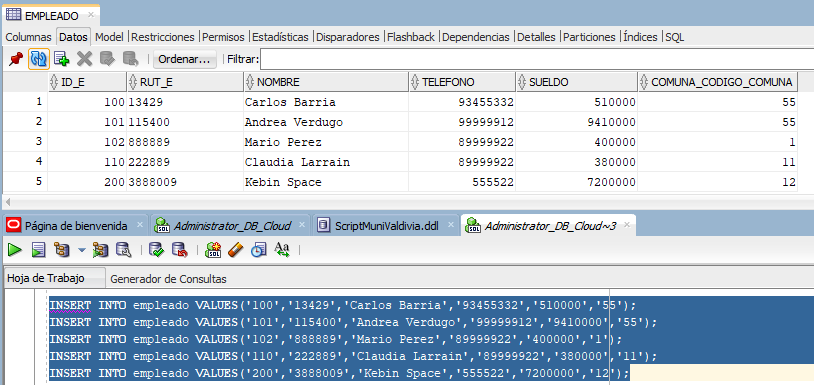 EMPLEADO
Columnas Datos Model Restricciones Permisos Estadísticas Disparadores Flashback Dependencias Detalles Particiones Índices SQL
Ordenar... Filtrar:
ID_E RUT_E NOMBRE TELEFONO SUELDO COMUNA_CODIGO_COMUNA
1 100 13429 Carlos Barria 93455332 510000 55
2 101 115400 Andrea Verdugo 99999912 9410000 55
3 102 888889 Mario Perez 89999922 400000 1
4 110 222889 Claudia Larrain 89999922 380000 11
5 200 3888009 Kebin Space 555522 7200000 12
Página de bienvenida Administrator_DB_Cloud ScriptMuniValdivia.ddl Administrator_DB_Cloud~3
Hoja de Trabajo Generador de Consultas
INSERT INTO empleado VALUES('100','13429','Carlos Barria','93455332','510000','55');
INSERT INTO empleado VALUES('101','115400','Andrea Verdugo','99999912','9410000','55');
INSERT INTO empleado VALUES('102','888889','Mario Perez','89999922','400000','1');
INSERT INTO empleado VALUES('110','222889','Claudia Larrain','89999922','380000','11');
INSERT INTO empleado VALUES('200','3888009','Kebin Space','555522','7200000','12');